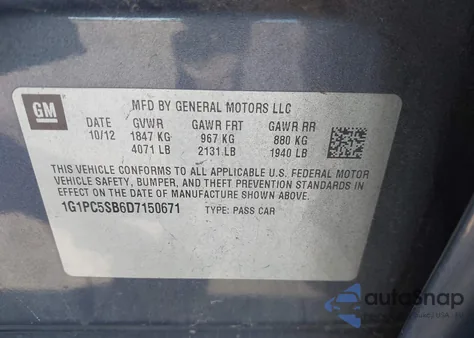 GM
MFD BY GENERAL MOTORS LLC
DATE GVWR GAWR FRT GAWR RR
10/12 1847 KG 967 KG 880 KG
4071 LB 2131 LB 1940 LB
THIS VEHICLE CONFORMS TO ALL APPLICABLE U.S. FEDERAL MOTOR
VEHICLE SAFETY, BUMPER, AND THEFT PREVENTION STANDARDS IN
EFFECT ON THE DATE OF MANUFACTURE SHOWN ABOVE.
1G1PC5SB6D7150671 TYPE: PASS CAR
autoSnap